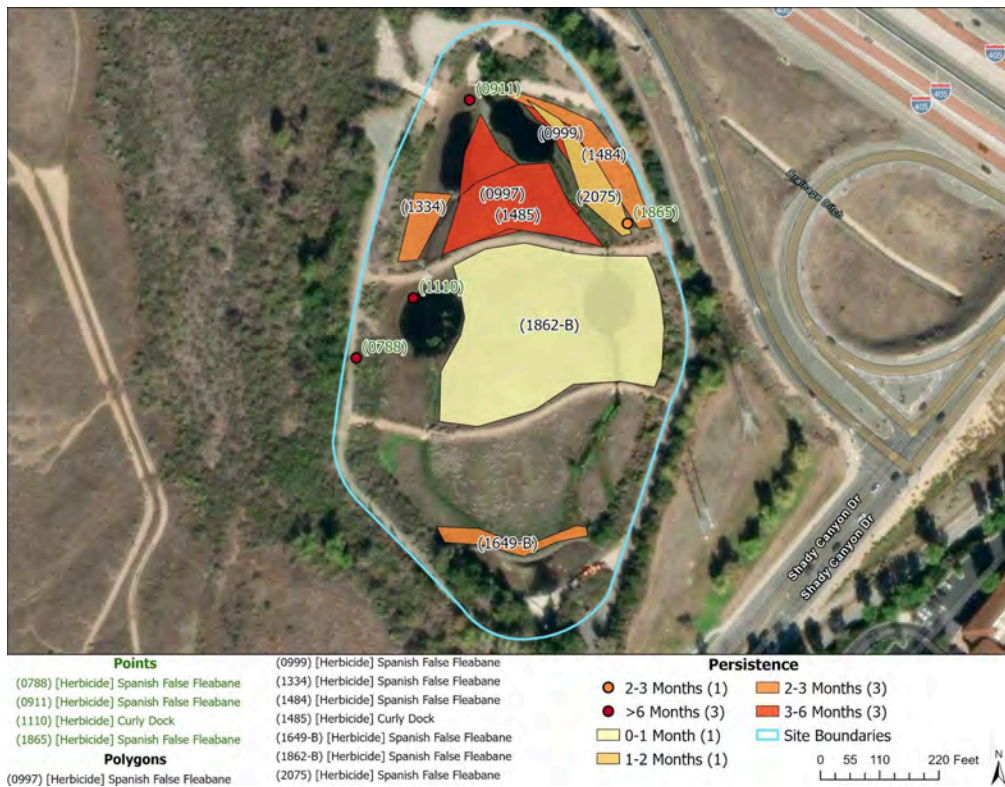 405
405
405
(0911)
(0999)
(1484)
Drainage Ditch
(0997)
(1334)
(2075)
(1485)
(1865)
(1110)
(1862-B)
(0788)
(1649-B)
Shady Canyon Dr
Shady Canyon Dr
Points
(0788) [Herbicide] Spanish False Fleabane
(0911) [Herbicide] Spanish False Fleabane
(1110) [Herbicide] Curly Dock
(1865) [Herbicide] Spanish False Fleabane
Polygons
(0997) [Herbicide] Spanish False Fleabane
(0999) [Herbicide] Spanish False Fleabane
(1334) [Herbicide] Spanish False Fleabane
(1484) [Herbicide] Spanish False Fleabane
(1485) [Herbicide] Curly Dock
(1649-B) [Herbicide] Spanish False Fleabane
(1862-B) [Herbicide] Spanish False Fleabane
(2075) [Herbicide] Spanish False Fleabane
Persistence
2-3 Months (1)
>6 Months (3)
0-1 Month (1)
1-2 Months (1)
2-3 Months (3)
3-6 Months (3)
Site Boundaries
0 55 110 220 Feet
N